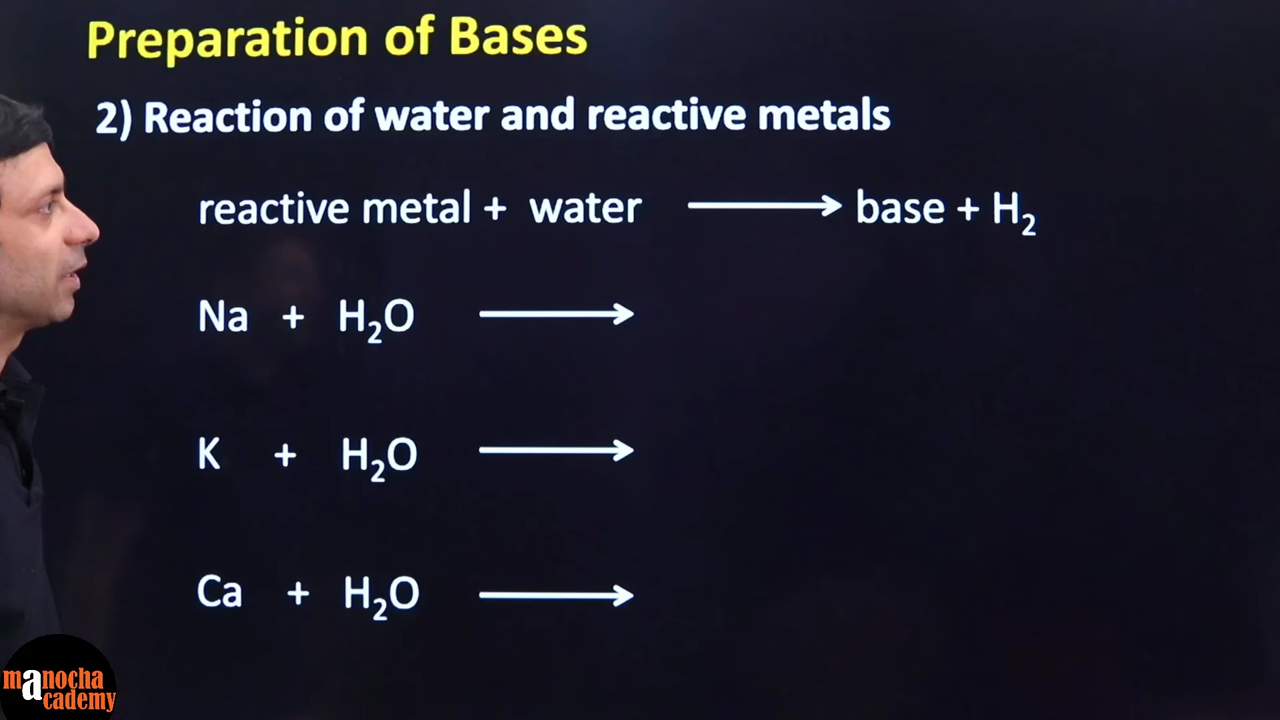 Preparation of Bases
2) Reaction of water and reactive metals
reactive metal + water ⟶ base + H₂
Na + H₂O ⟶
K + H₂O ⟶
Ca + H₂O ⟶
manocha
academy